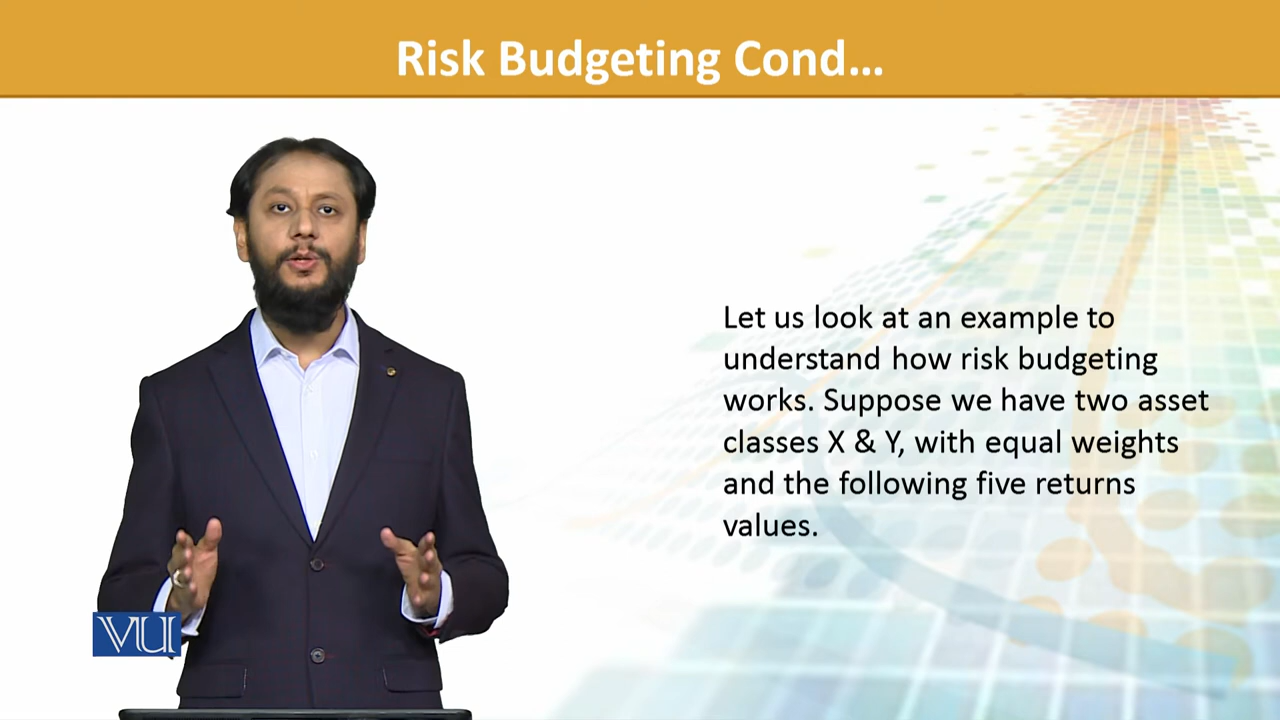 Risk Budgeting Cond...
Let us look at an example to
understand how risk budgeting
works. Suppose we have two asset
classes X & Y, with equal weights
and the following five returns
values.
VU